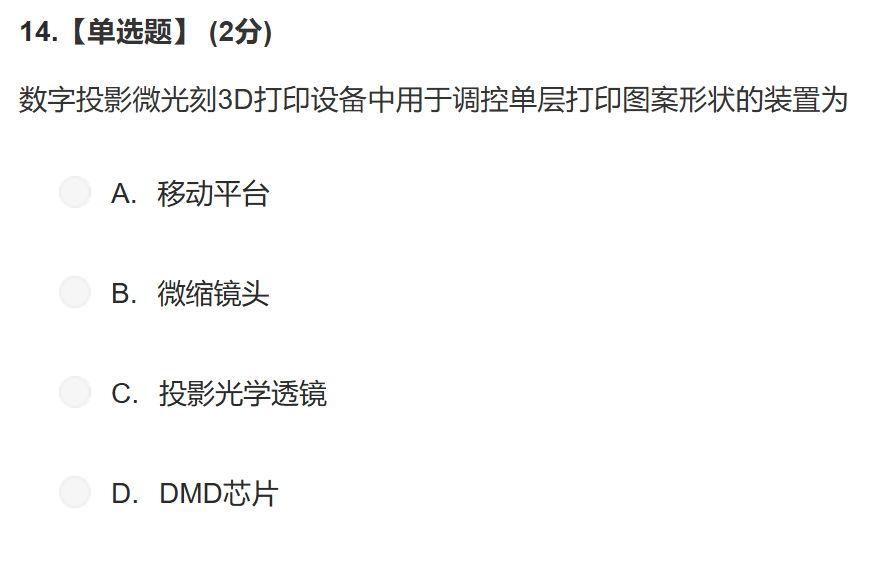 14.【单选题】 (2分)
数字投影微光刻3D打印设备中用于调控单层打印图案形状的装置为
A. 移动平台
B. 微缩镜头
C. 投影光学透镜
D. DMD芯片